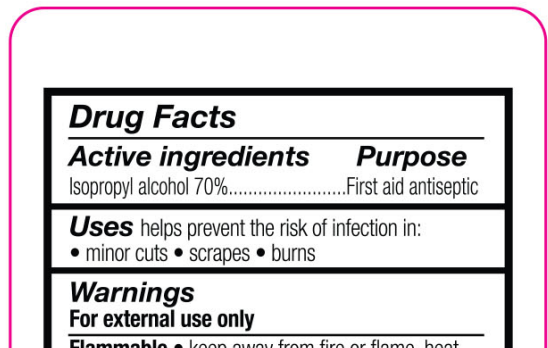 Drug Facts
Active ingredients Purpose
Isopropyl alcohol 70%........................First aid antiseptic
Uses helps prevent the risk of infection in:
• minor cuts • scrapes • burns
Warnings
For external use only
Flammable • keep away from fire or flame, heat,